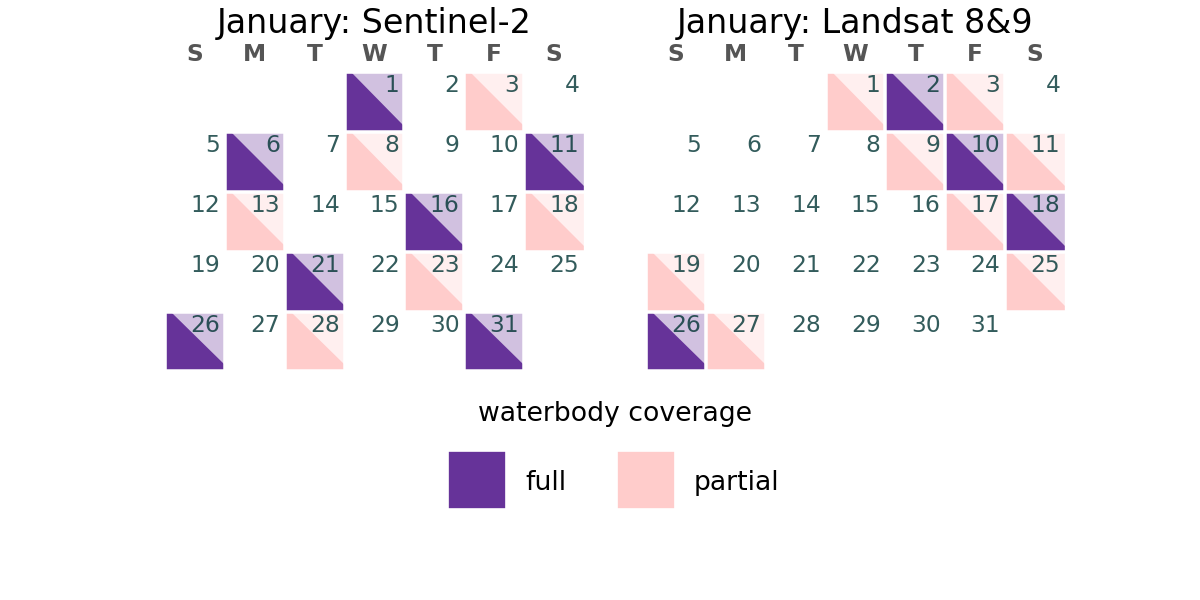 January: Sentinel-2
S M T W T F S
1 2 3 4
5 6 7 8 9 10 11
12 13 14 15 16 17 18
19 20 21 22 23 24 25
26 27 28 29 30 31
January: Landsat 8&9
S M T W T F S
1 2 3 4
5 6 7 8 9 10 11
12 13 14 15 16 17 18
19 20 21 22 23 24 25
26 27 28 29 30 31
waterbody coverage
full partial